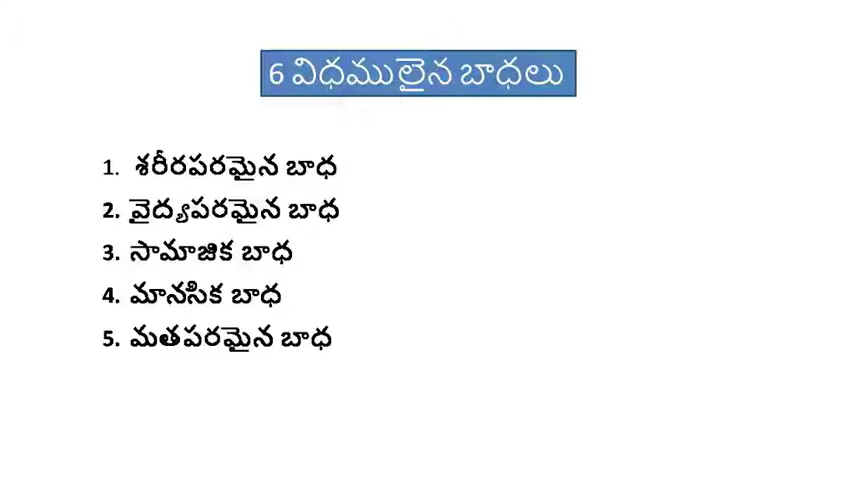 6 విధములైన బాధలు
1. శరీరపరమైన బాధ
2. వైద్యపరమైన బాధ
3. సామాజిక బాధ
4. మానసిక బాధ
5. మతపరమైన బాధ